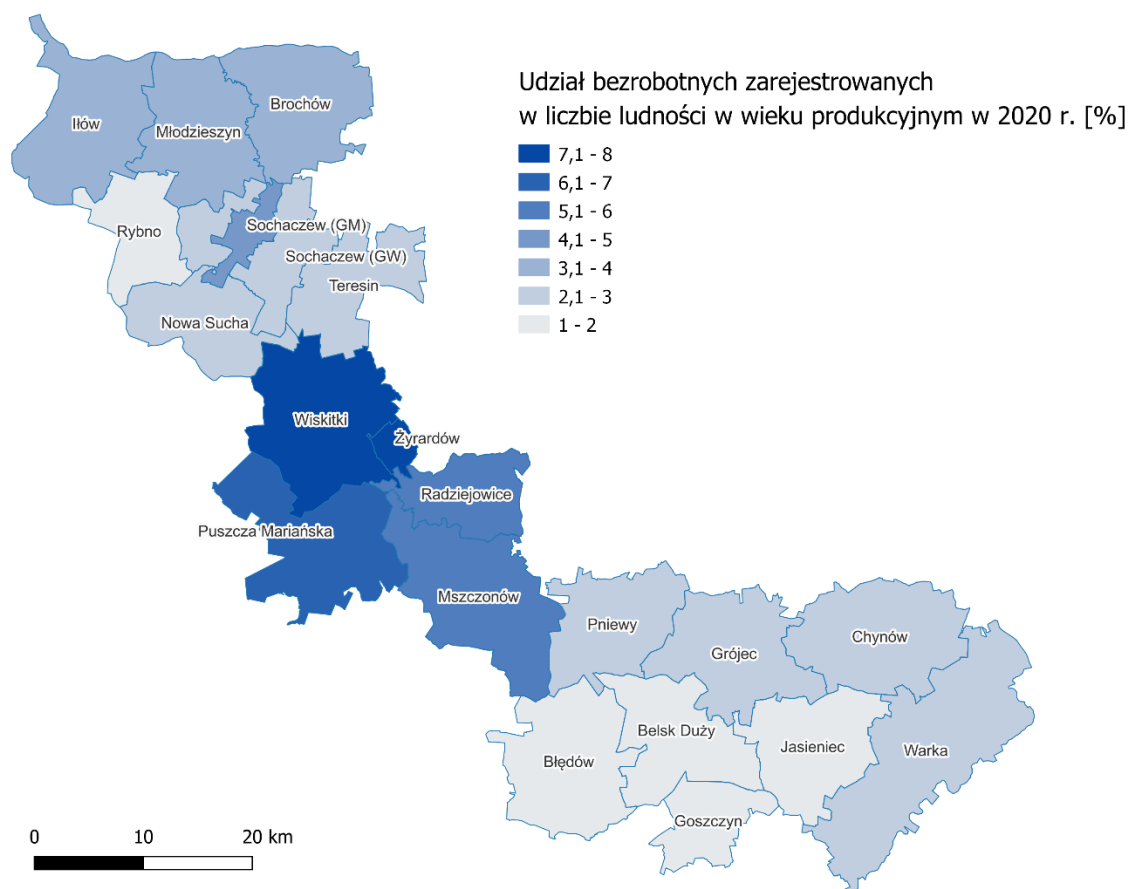 Udział bezrobotnych zarejestrowanych
w liczbie ludności w wieku produkcyjnym w 2020 r. [%]
7,1 - 8
6,1 - 7
5,1 - 6
4,1 - 5
3,1 - 4
2,1 - 3
1 - 2
Iłów
Młodzieszyn
Brochów
Rybno
Sochaczew (GM)
Sochaczew (GW)
Teresin
Nowa Sucha
Wiskitki
Żyrardów
Radziejowice
Puszcza Mariańska
Mszczonów
Pniewy
Grójec
Chynów
Belsk Duży
Jasieniec
Warka
Błędów
Goszczyn
0 10 20 km